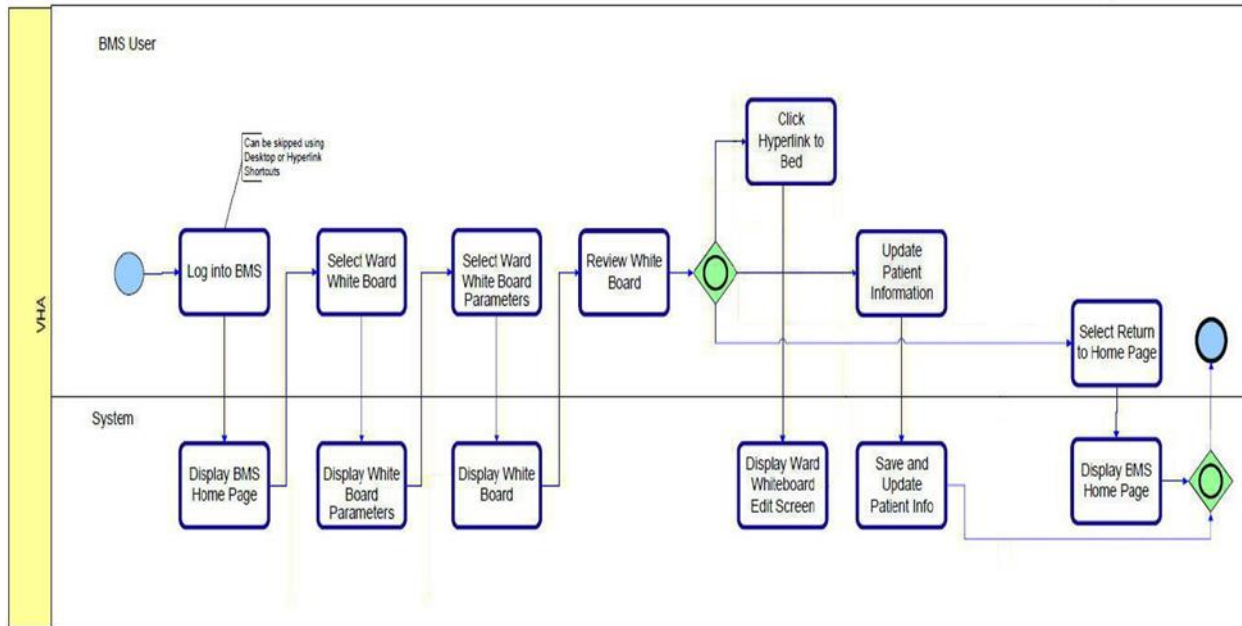 VHA
BMS User
Can be skipped using
Desktop or Hyperlink
Shortcuts
Log into BMS
Select Ward
White Board
Select Ward
White Board
Parameters
Review White
Board
Click
Hyperlink to
Bed
Update
Patient
Information
Select Return
to Home Page
System
Display BMS
Home Page
Display White
Board
Parameters
Display White
Board
Display Ward
Whiteboard
Edit Screen
Save and
Update
Patient Info
Display BMS
Home Page